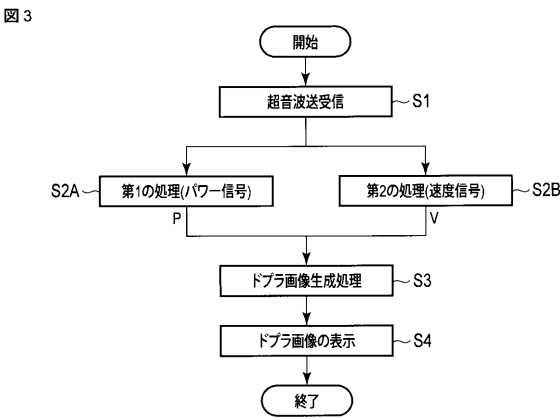 図3
開始
超音波送受信
S1
S2A
第1の処理(パワー信号)
第2の処理(速度信号)
S2B
P
V
ドプラ画像生成処理
S3
ドプラ画像の表示
S4
終了